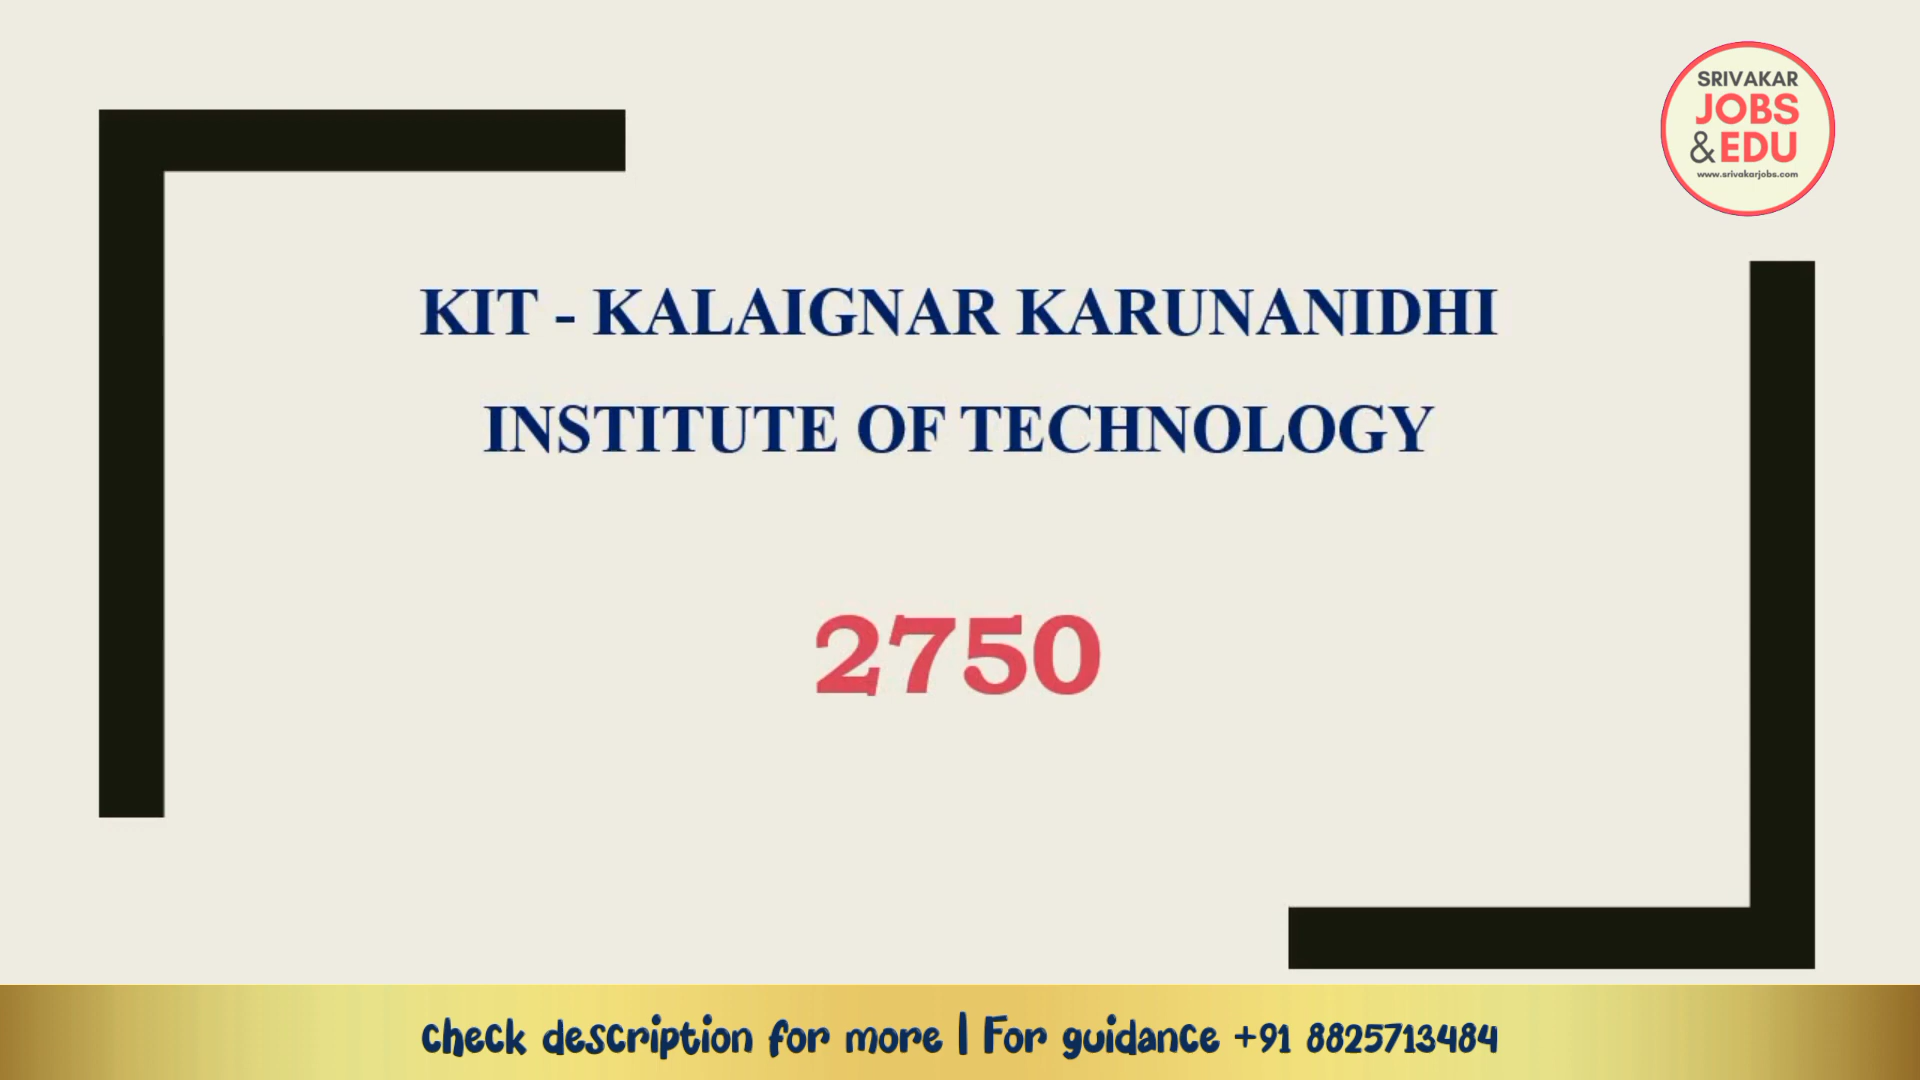 SRIVAKAR
JOBS
& EDU
www.srivakarjobs.com
KIT - KALAIGNAR KARUNANIDHI
INSTITUTE OF TECHNOLOGY
2750
check description for more | For guidance +91 8825713484